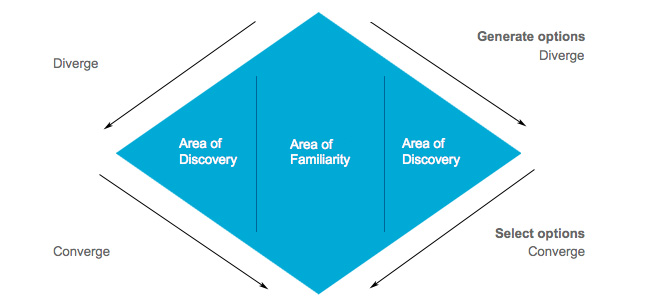 Generate options
Diverge
Diverge
Area of
Discovery
Area of
Familiarity
Area of
Discovery
Select options
Converge
Converge